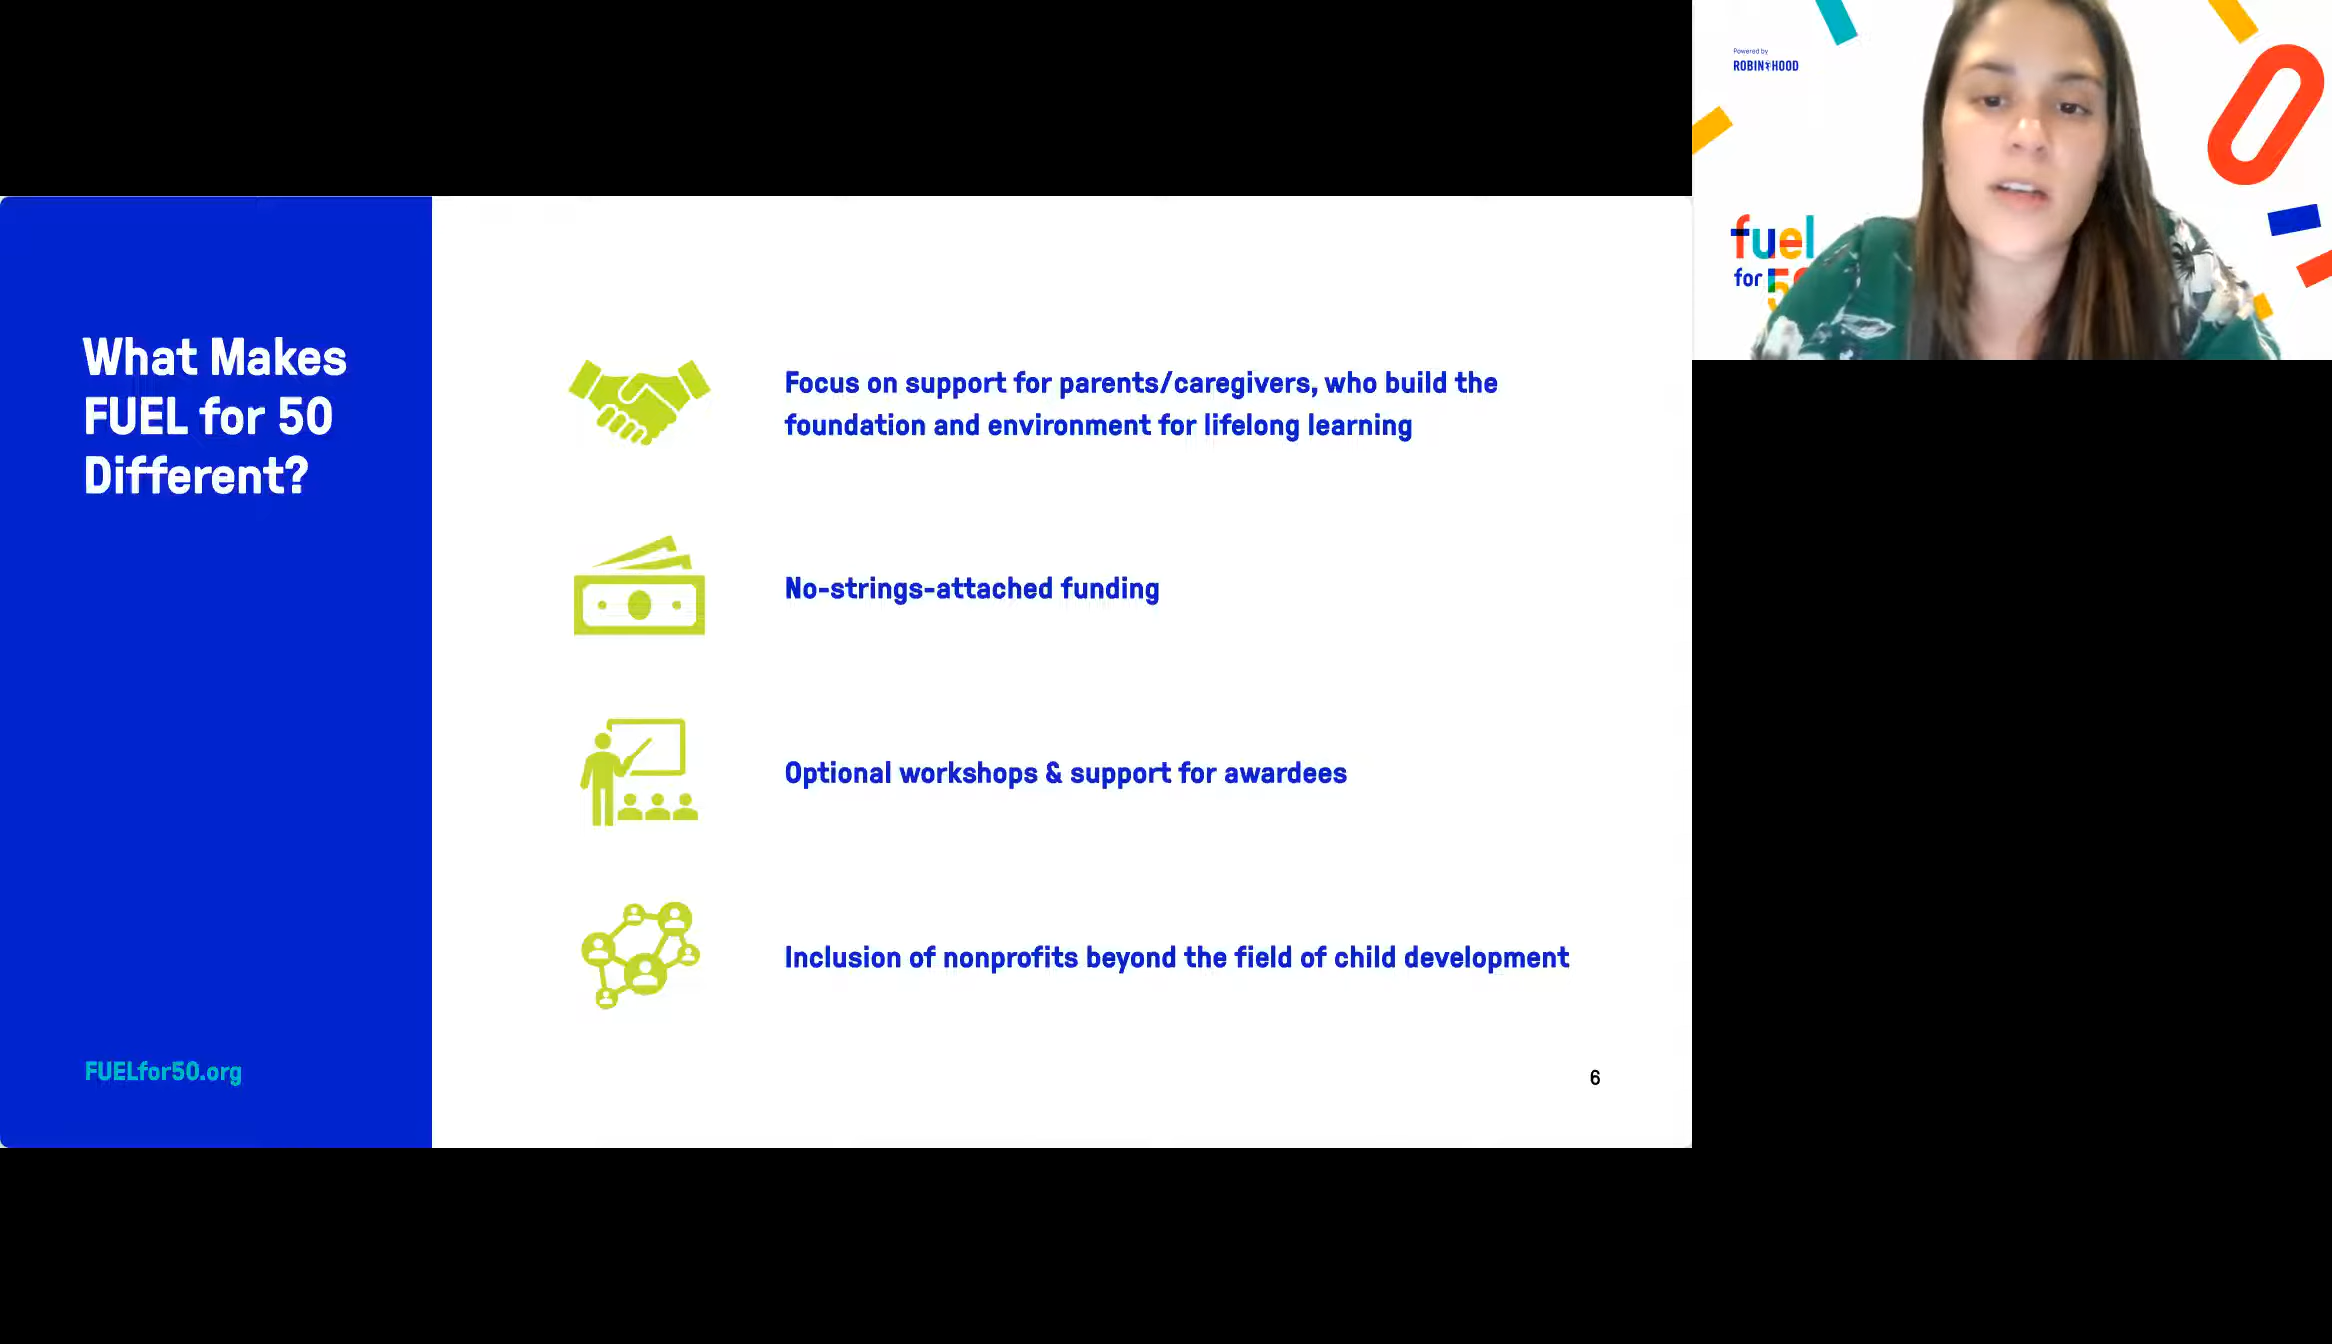 What Makes
FUEL for 50
Different?
FUELfor50.org
Focus on support for parents/caregivers, who build the
foundation and environment for lifelong learning
No-strings-attached funding
Optional workshops & support for awardees
Inclusion of nonprofits beyond the field of child development
6
Powered by
ROBIN HOOD
fuel
for 50